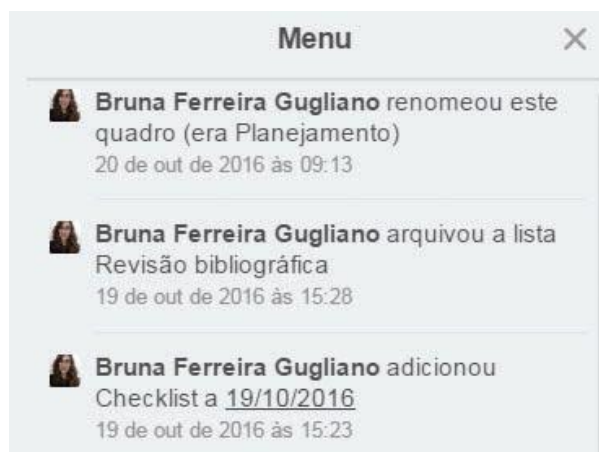 Menu
Bruna Ferreira Gugliano renomeou este
quadro (era Planejamento)
20 de out de 2016 às 09:13
Bruna Ferreira Gugliano arquivou a lista
Revisão bibliográfica
19 de out de 2016 às 15:28
Bruna Ferreira Gugliano adicionou
Checklist a 19/10/2016
19 de out de 2016 às 15:23